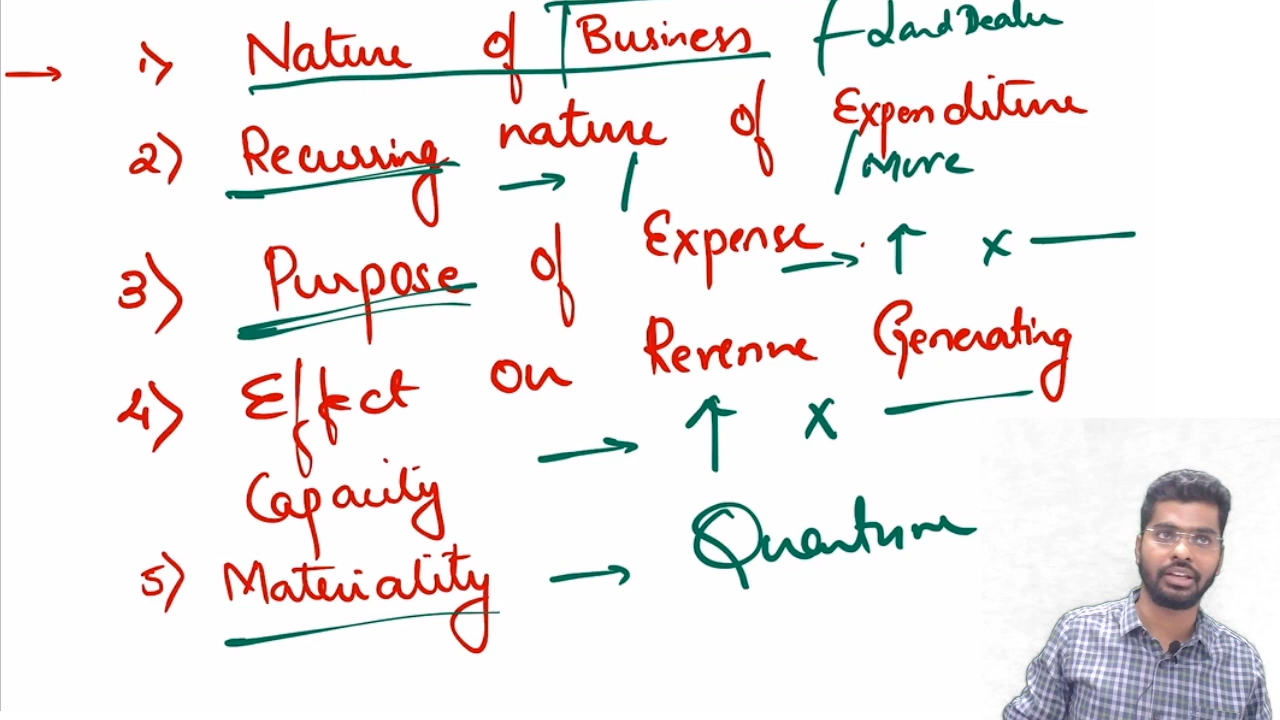 → 1) Nature of Business Land Dealer
2) Recurring nature of Expenditure
→ / / More
3) Purpose of Expense → ↑ x —
4) Effect on Revenue Generating
Capacity → ↑ x —
5) Materiality → Quantum